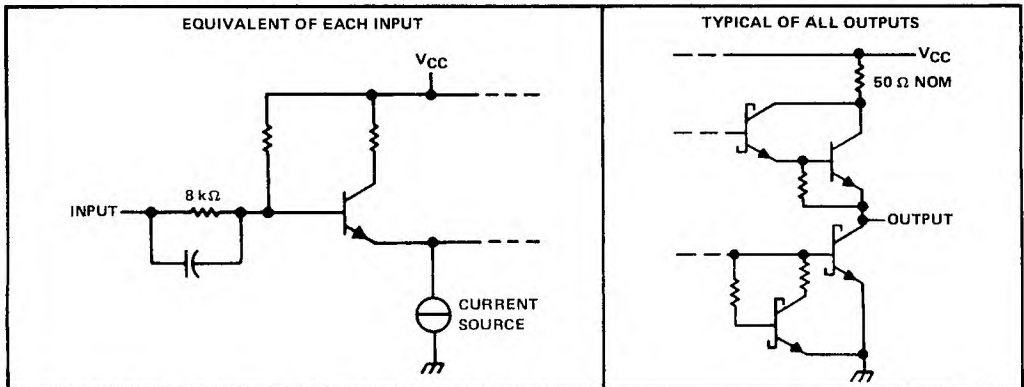 EQUIVALENT OF EACH INPUT
VCC
8 kΩ
INPUT
CURRENT
SOURCE
TYPICAL OF ALL OUTPUTS
VCC
50 Ω NOM
OUTPUT